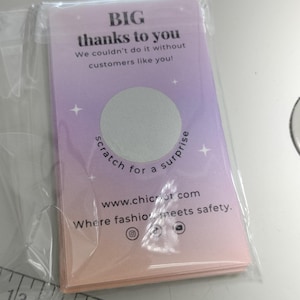 BIG
thanks to you
We couldn't do it without
customers like you!
scratch for a surprise
Where fashion meets safety.